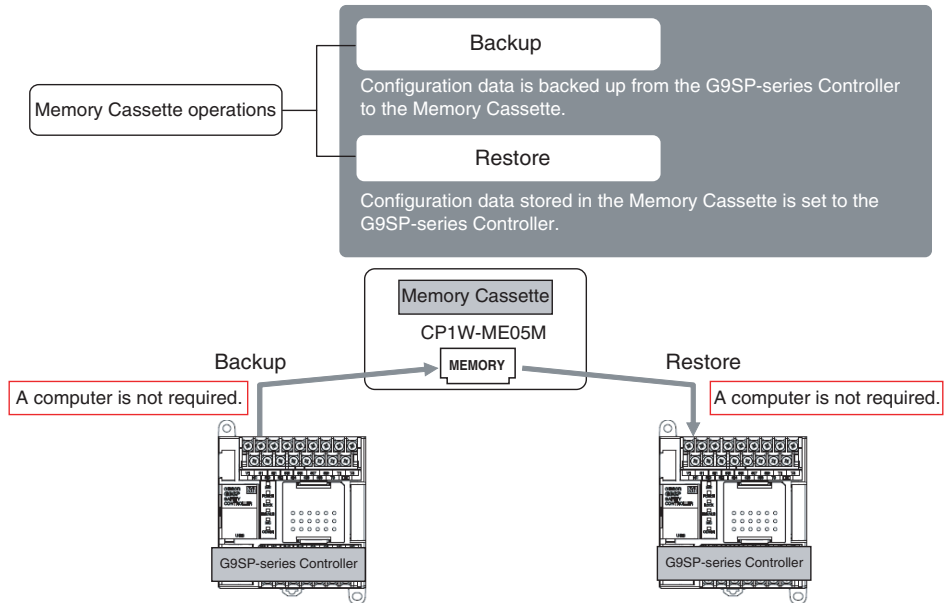 Backup
Configuration data is backed up from the G9SP-series Controller
to the Memory Cassette.
Memory Cassette operations
Restore
Configuration data stored in the Memory Cassette is set to the
G9SP-series Controller.
Memory Cassette
CP1W-ME05M
MEMORY
Backup
Restore
A computer is not required.
A computer is not required.
G9SP-series Controller
G9SP-series Controller